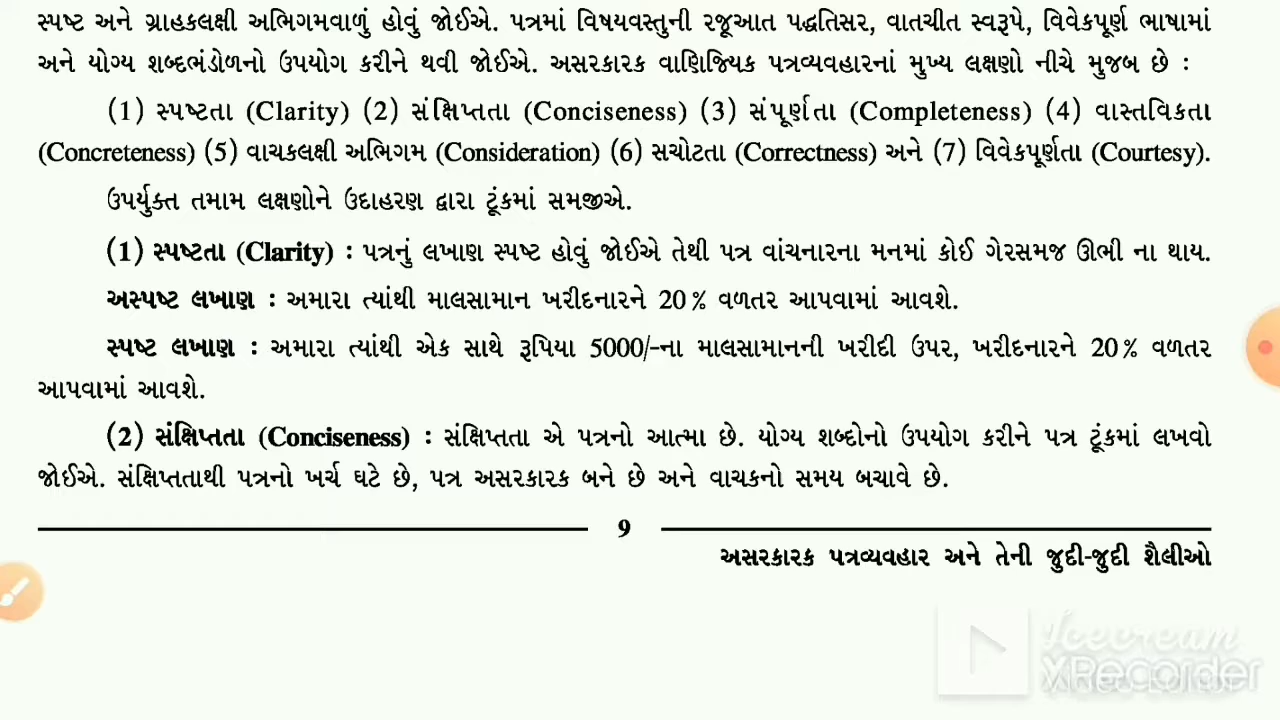 સ્પષ્ટ અને ગ્રાહકલક્ષી અભિગમવાળું હોવું જોઈએ. પત્રમાં વિષયવસ્તુની રજૂઆત પદ્ધતિસર, વાતચીત સ્વરૂપે, વિવેકપૂર્ણ ભાષામાં
અને યોગ્ય શબ્દભંડોળનો ઉપયોગ કરીને થવી જોઈએ. અસરકારક વાણિજ્યિક પત્રવ્યવહારનાં મુખ્ય લક્ષણો નીચે મુજબ છે :
(1) સ્પષ્ટતા (Clarity) (2) સંક્ષિપ્તતા (Conciseness) (3) સંપૂર્ણતા (Completeness) (4) વાસ્તવિકતા
(Concreteness) (5) વાચકલક્ષી અભિગમ (Consideration) (6) સચોટતા (Correctness) અને (7) વિવેકપૂર્ણતા (Courtesy).
ઉપર્યુક્ત તમામ લક્ષણોને ઉદાહરણ દ્વારા ટૂંકમાં સમજીએ.
(1) સ્પષ્ટતા (Clarity) : પત્રનું લખાણ સ્પષ્ટ હોવું જોઈએ તેથી પત્ર વાંચનારના મનમાં કોઈ ગેરસમજ ઊભી ના થાય.
અસ્પષ્ટ લખાણ : અમારા ત્યાંથી માલસામાન ખરીદનારને 20% વળતર આપવામાં આવશે.
સ્પષ્ટ લખાણ : અમારા ત્યાંથી એક સાથે રૂપિયા 5000/-ના માલસામાનની ખરીદી ઉપર, ખરીદનારને 20% વળતર
આપવામાં આવશે.
(2) સંક્ષિપ્તતા (Conciseness) : સંક્ષિપ્તતા એ પત્રનો આત્મા છે. યોગ્ય શબ્દોનો ઉપયોગ કરીને પત્ર ટૂંકમાં લખવો
જોઈએ. સંક્ષિપ્તતાથી પત્રનો ખર્ચ ઘટે છે, પત્ર અસરકારક બને છે અને વાચકનો સમય બચાવે છે.
9
અસરકારક પત્રવ્યવહાર અને તેની જુદી-જુદી શૈલીઓ
Icecream
XRecorder
Video Editor